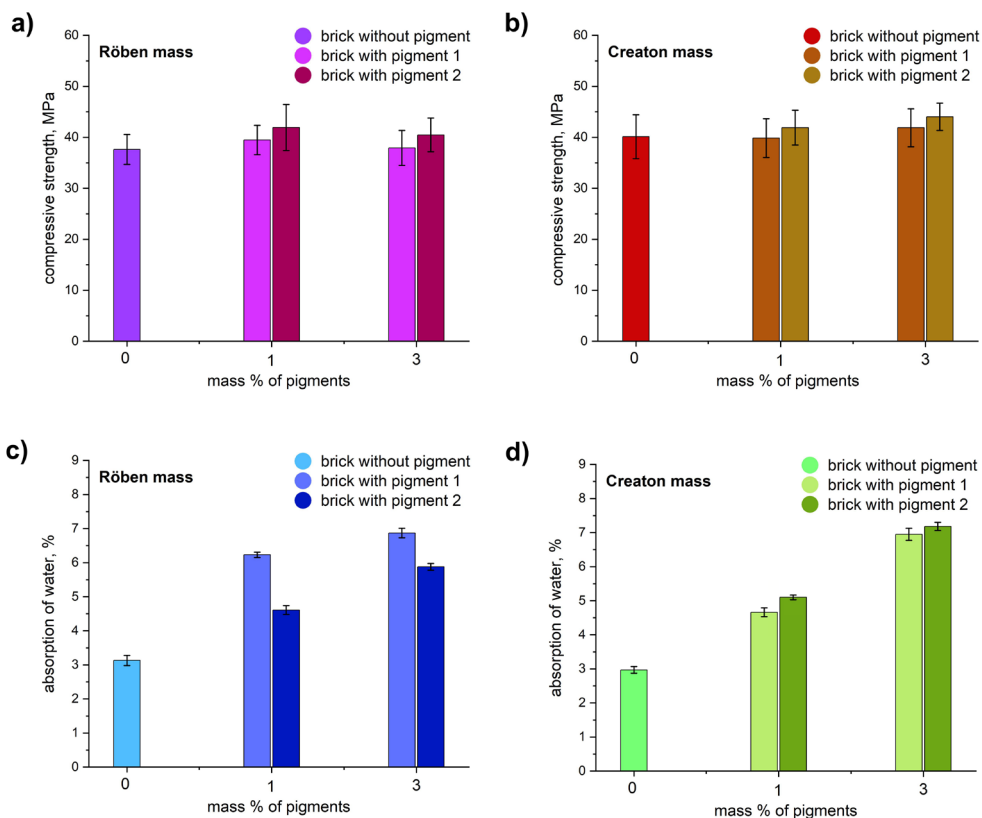 a)
Röben mass
brick without pigment
brick with pigment 1
brick with pigment 2
compressive strength, MPa
60
50
40
30
20
10
0
0 1 3
mass % of pigments
b)
Creaton mass
brick without pigment
brick with pigment 1
brick with pigment 2
compressive strength, MPa
60
50
40
30
20
10
0
0 1 3
mass % of pigments
c)
Röben mass
brick without pigment
brick with pigment 1
brick with pigment 2
absorption of water, %
9
8
7
6
5
4
3
2
1
0
0 1 3
mass % of pigments
d)
Creaton mass
brick without pigment
brick with pigment 1
brick with pigment 2
absorption of water, %
9
8
7
6
5
4
3
2
1
0
0 1 3
mass % of pigments